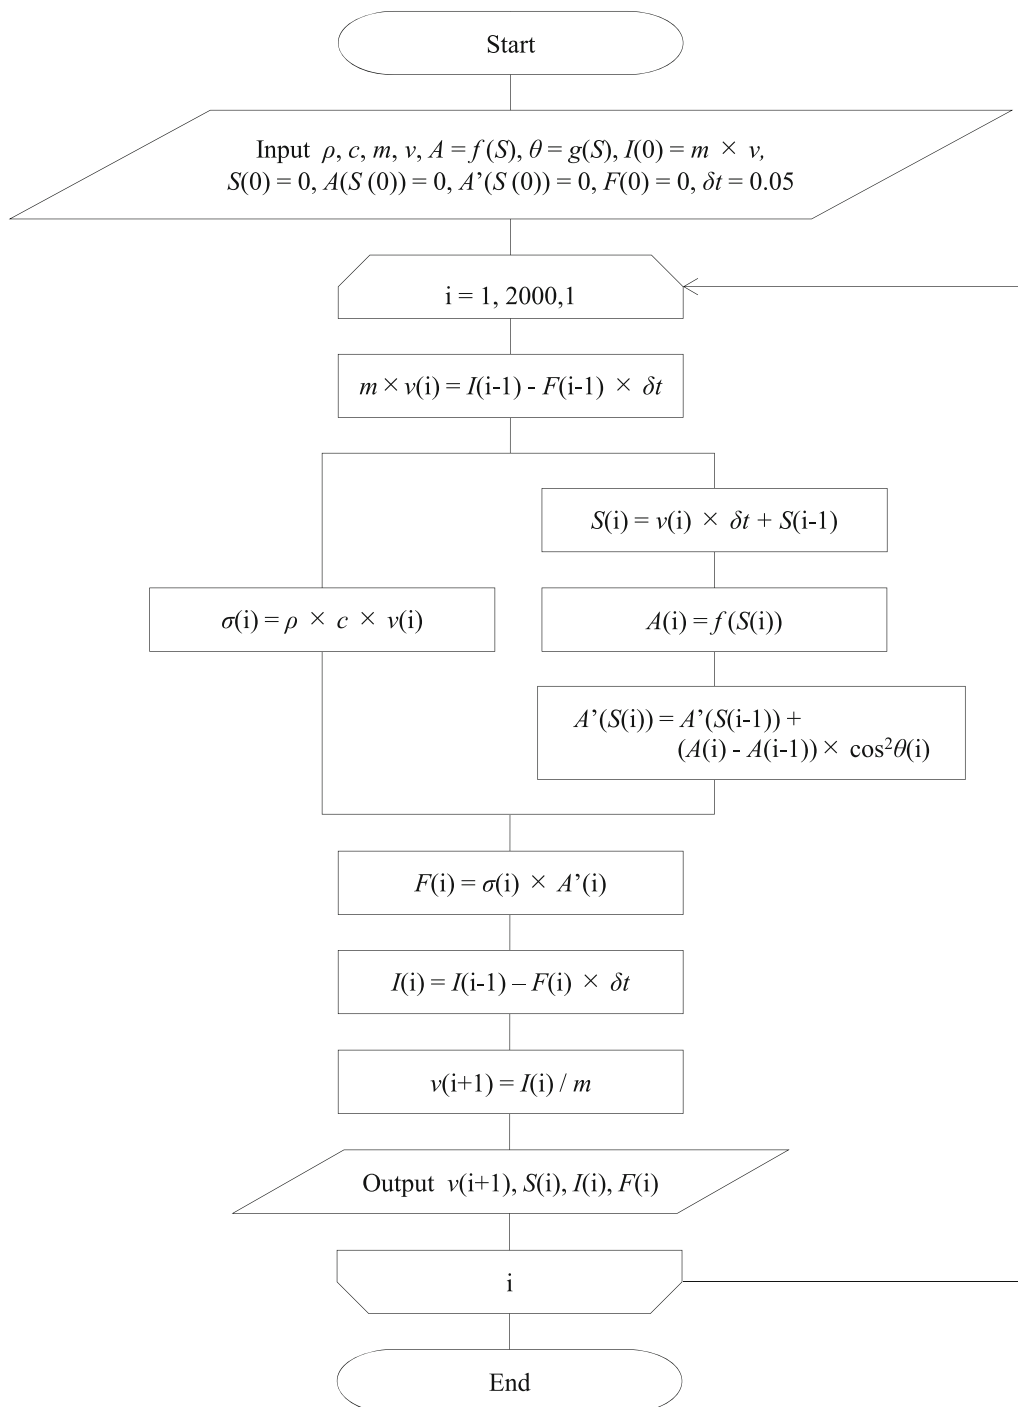 Start
Input ρ, c, m, v, A = f (S), θ = g(S), I(0) = m × v,
S(0) = 0, A(S (0)) = 0, A’(S (0)) = 0, F(0) = 0, δt = 0.05
i = 1, 2000,1
m × v(i) = I(i-1) - F(i-1) × δt
S(i) = v(i) × δt + S(i-1)
σ(i) = ρ × c × v(i)
A(i) = f (S(i))
A’(S(i)) = A’(S(i-1)) +
(A(i) - A(i-1)) × cos²θ(i)
F(i) = σ(i) × A’(i)
I(i) = I(i-1) – F(i) × δt
v(i+1) = I(i) / m
Output v(i+1), S(i), I(i), F(i)
i
End